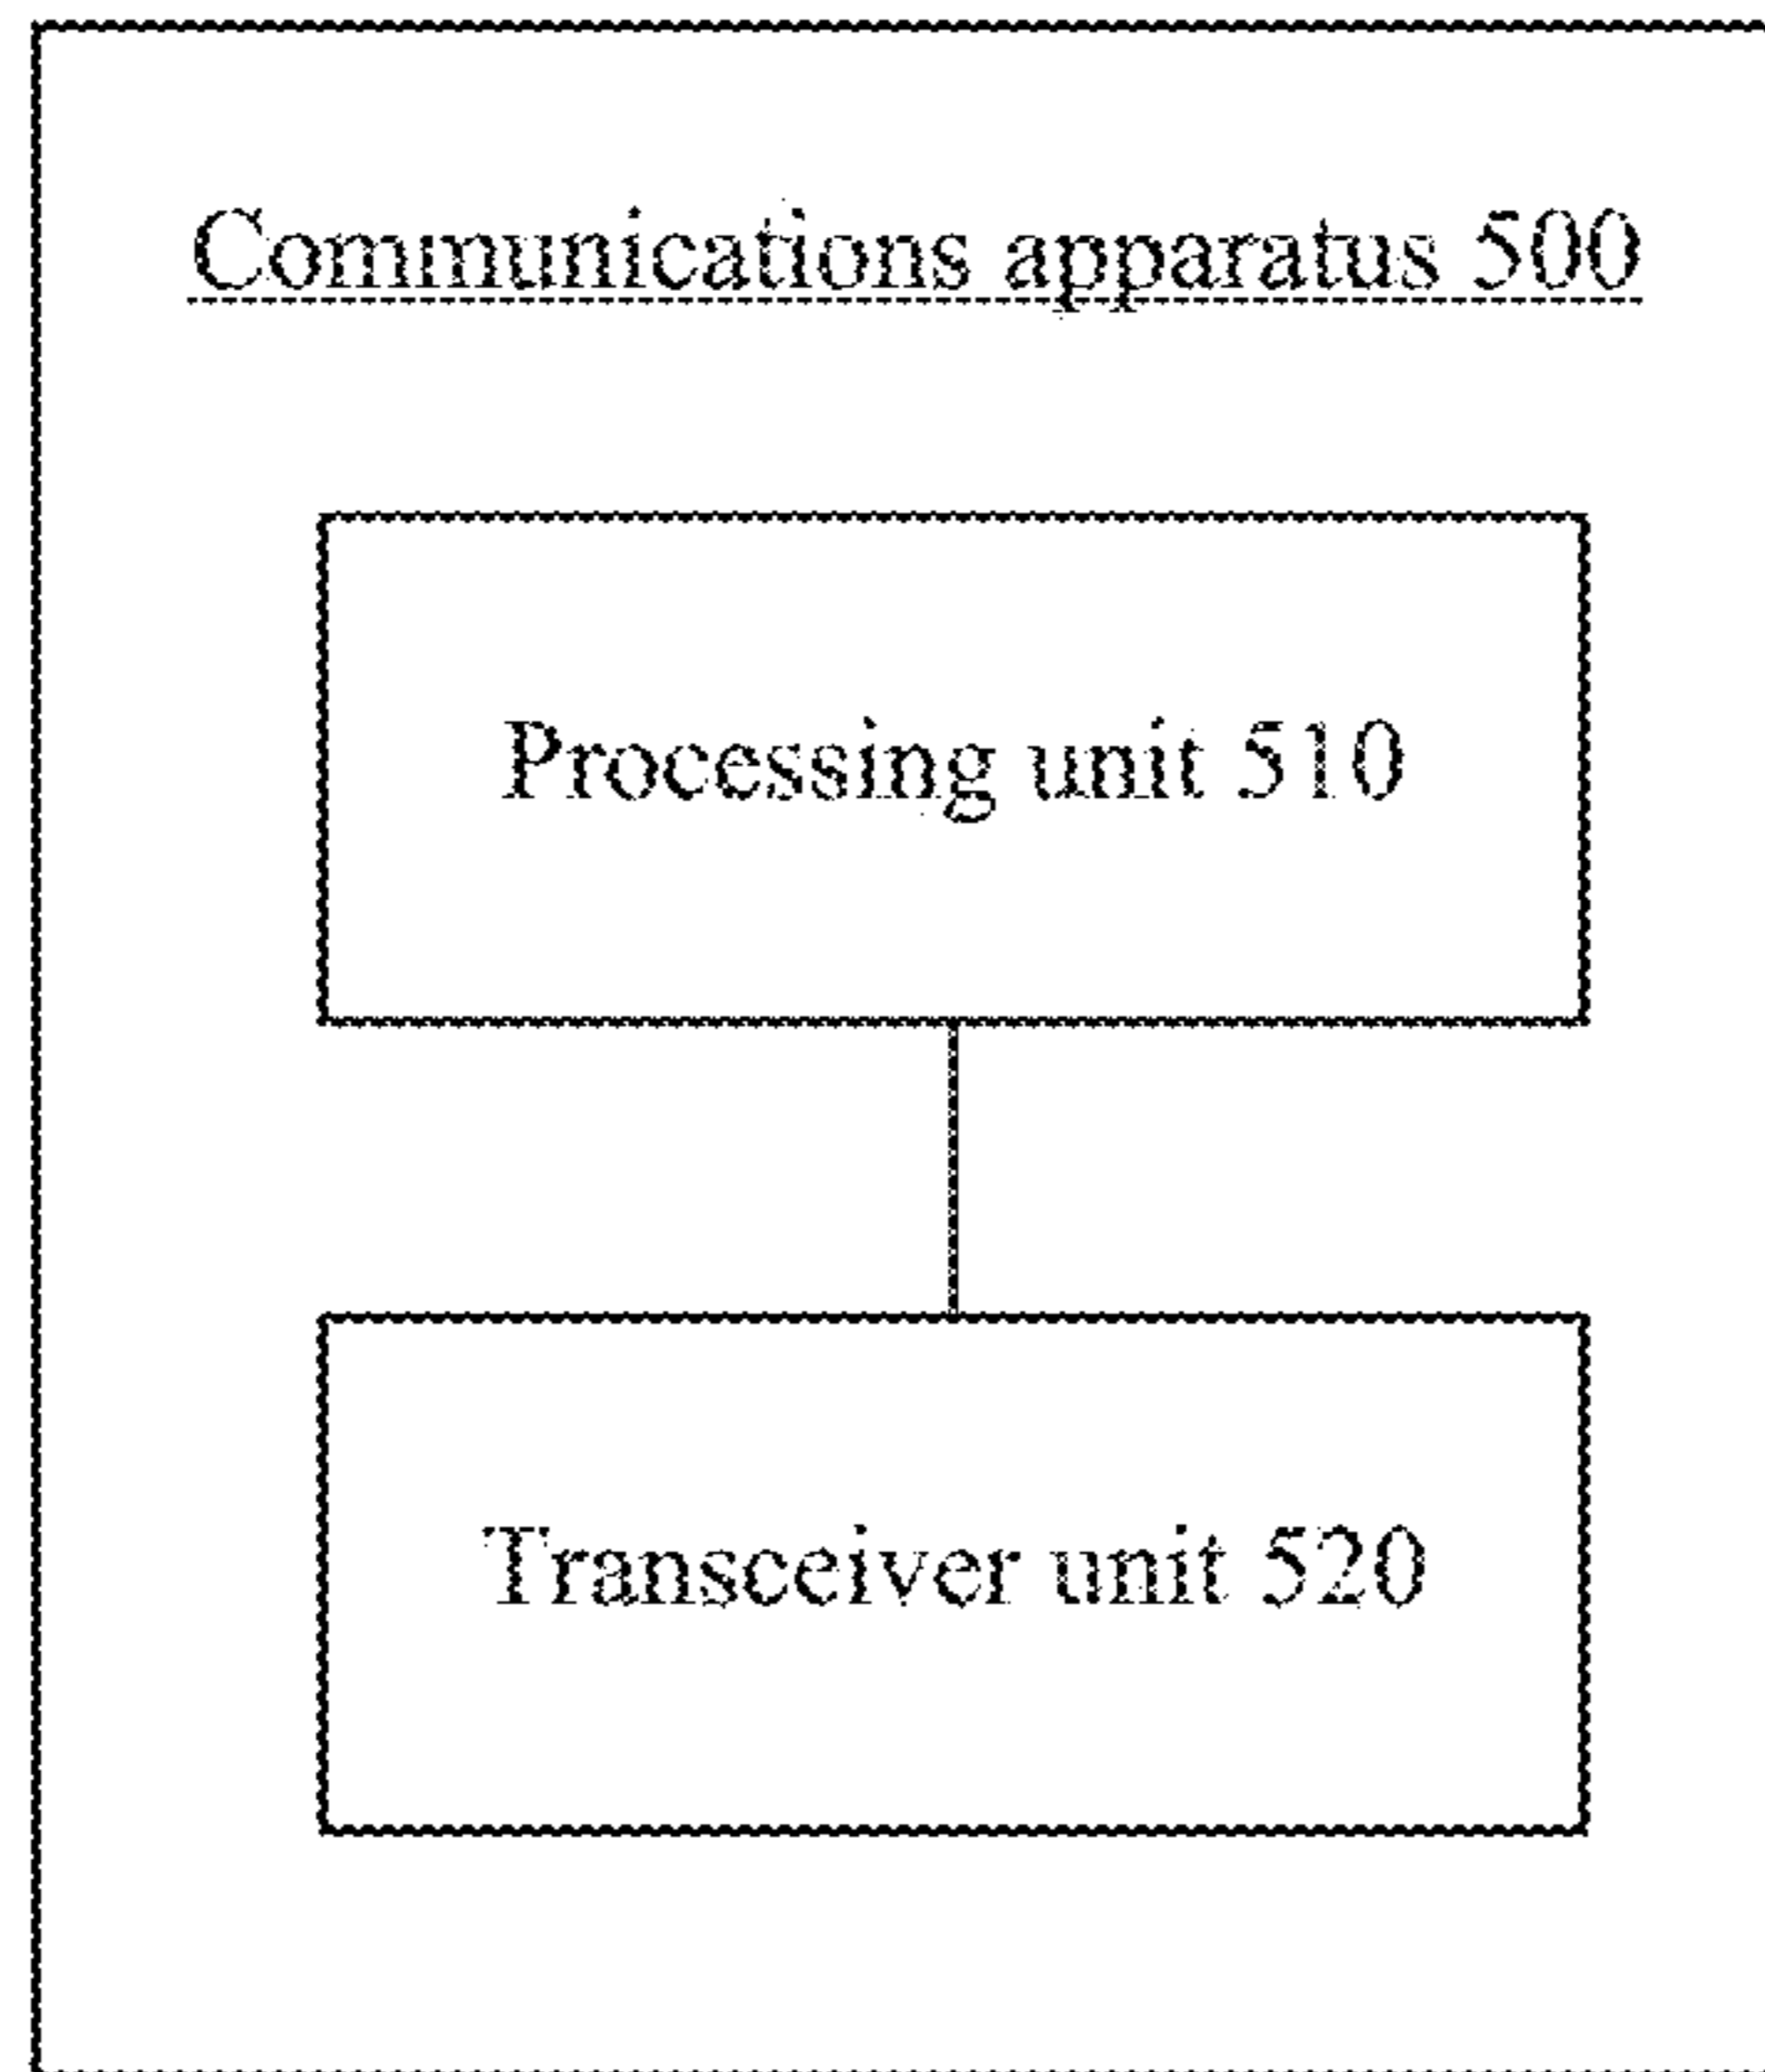 Communications apparatus 500
Processing unit 510
Transceiver unit 520